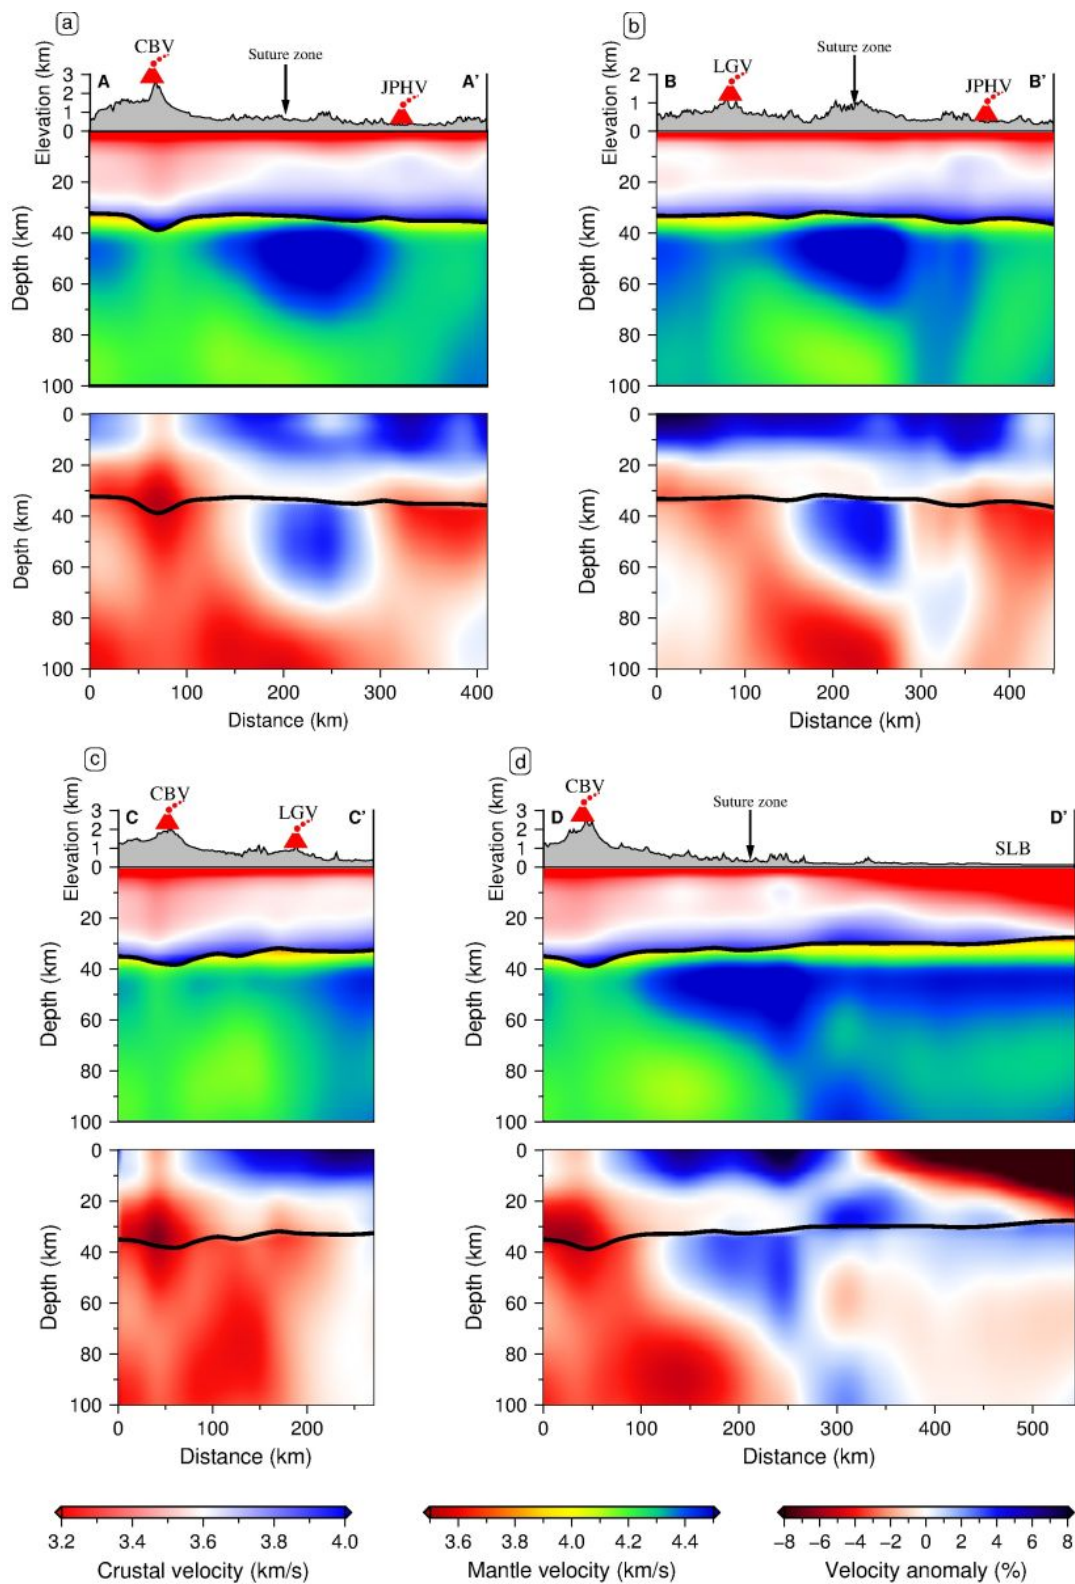 a
b
CBV
Suture zone
JPHV
A
A'
Elevation (km)
3
2
1
0
20
40
60
80
100
Depth (km)
LGV
Suture zone
JPHV
B
B'
Elevation (km)
2
1
0
20
40
60
80
100
Depth (km)
0
20
40
60
80
100
Depth (km)
0
100
200
300
400
Distance (km)
0
20
40
60
80
100
Depth (km)
0
100
200
300
400
Distance (km)
c
d
CBV
LGV
C
C'
Elevation (km)
3
2
1
0
20
40
60
80
100
Depth (km)
CBV
Suture zone
SLB
D
D'
Elevation (km)
3
2
1
0
20
40
60
80
100
Depth (km)
0
20
40
60
80
100
Depth (km)
0
100
200
Distance (km)
0
20
40
60
80
100
Depth (km)
0
100
200
300
400
500
Distance (km)
3.2 3.4 3.6 3.8 4.0
Crustal velocity (km/s)
3.6 3.8 4.0 4.2 4.4
Mantle velocity (km/s)
−8 −6 −4 −2 0 2 4 6 8
Velocity anomaly (%)